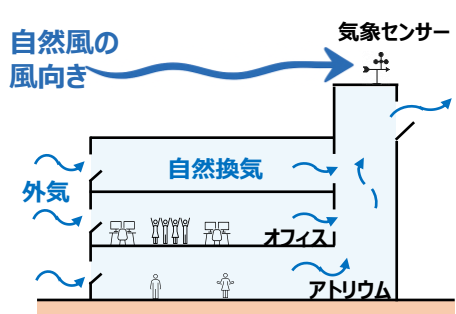 自然風の
風向き
気象センサー
自然換気
外気
オフィス
アトリウム